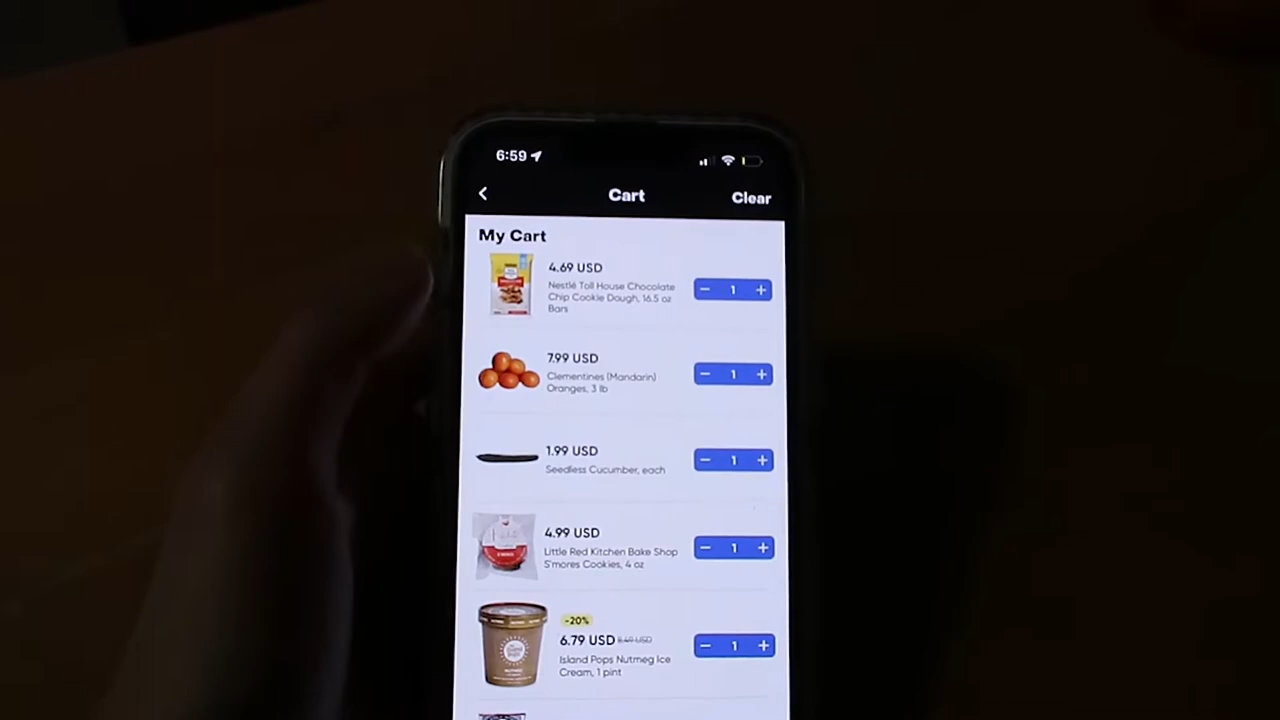 6:59
Cart
Clear
My Cart
4.69 USD
Nestlé Toll House Chocolate
Chip Cookie Dough, 16.5 oz
Bars
1
7.99 USD
Clementines (Mandarin)
Oranges, 3 lb
1
1.99 USD
Seedless Cucumber, each
1
4.99 USD
Little Red Kitchen Bake Shop
S'mores Cookies, 4 oz
1
-20%
6.79 USD 8.49 USD
Island Pops Nutmeg Ice
Cream, 1 pint
1